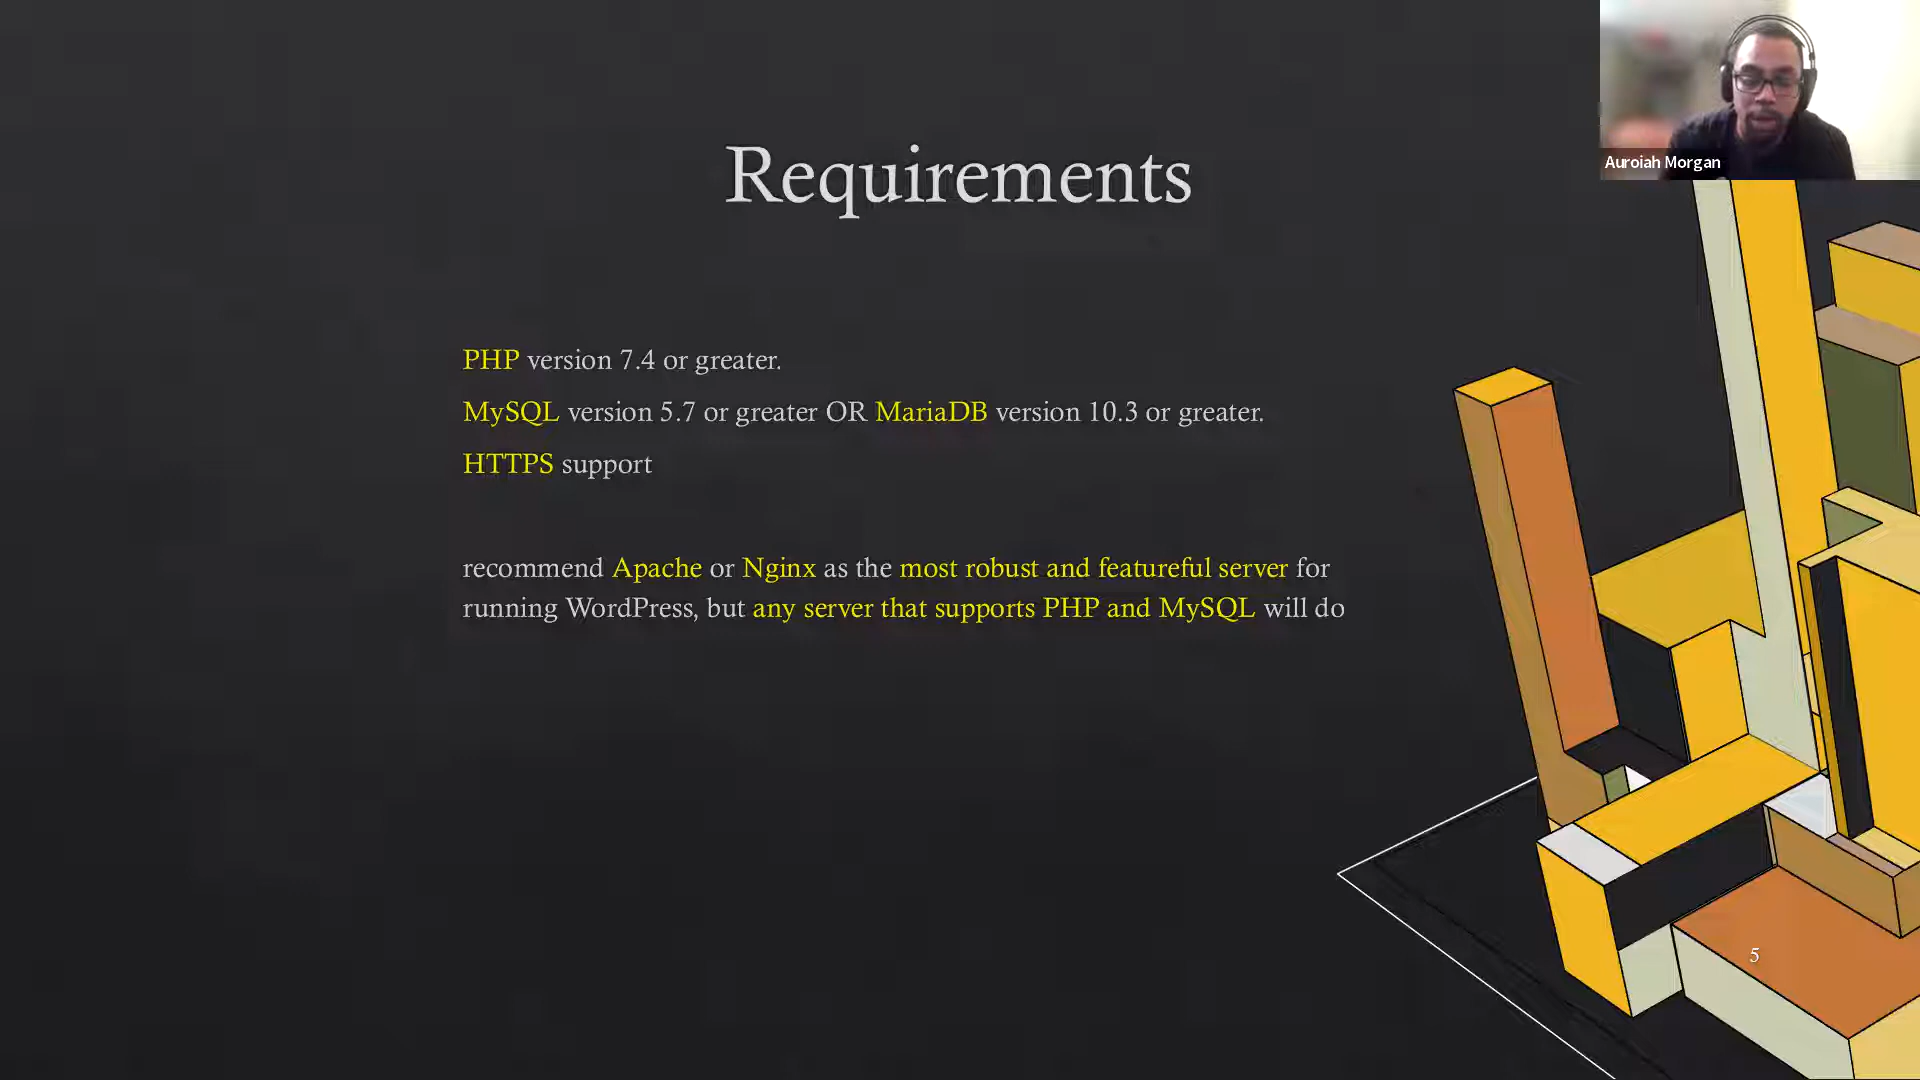 Auroiah Morgan
Requirements
PHP version 7.4 or greater.
MySQL version 5.7 or greater OR MariaDB version 10.3 or greater.
HTTPS support
recommend Apache or Nginx as the most robust and featureful server for
running WordPress, but any server that supports PHP and MySQL will do
5